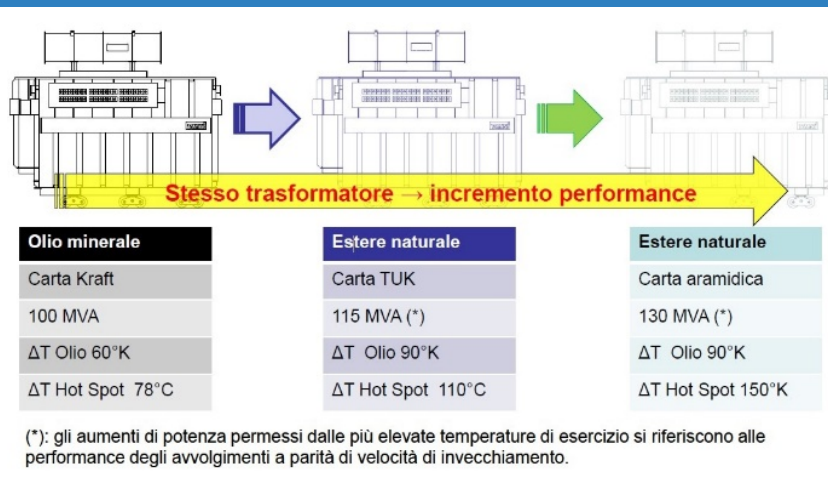 Stesso trasformatore → incremento performance
Olio minerale
Carta Kraft
100 MVA
ΔT Olio 60°K
ΔT Hot Spot 78°C
Estere naturale
Carta TUK
115 MVA (*)
ΔT Olio 90°K
ΔT Hot Spot 110°C
Estere naturale
Carta aramidica
130 MVA (*)
ΔT Olio 90°K
ΔT Hot Spot 150°K
(*): gli aumenti di potenza permessi dalle più elevate temperature di esercizio si riferiscono alle
performance degli avvolgimenti a parità di velocità di invecchiamento.